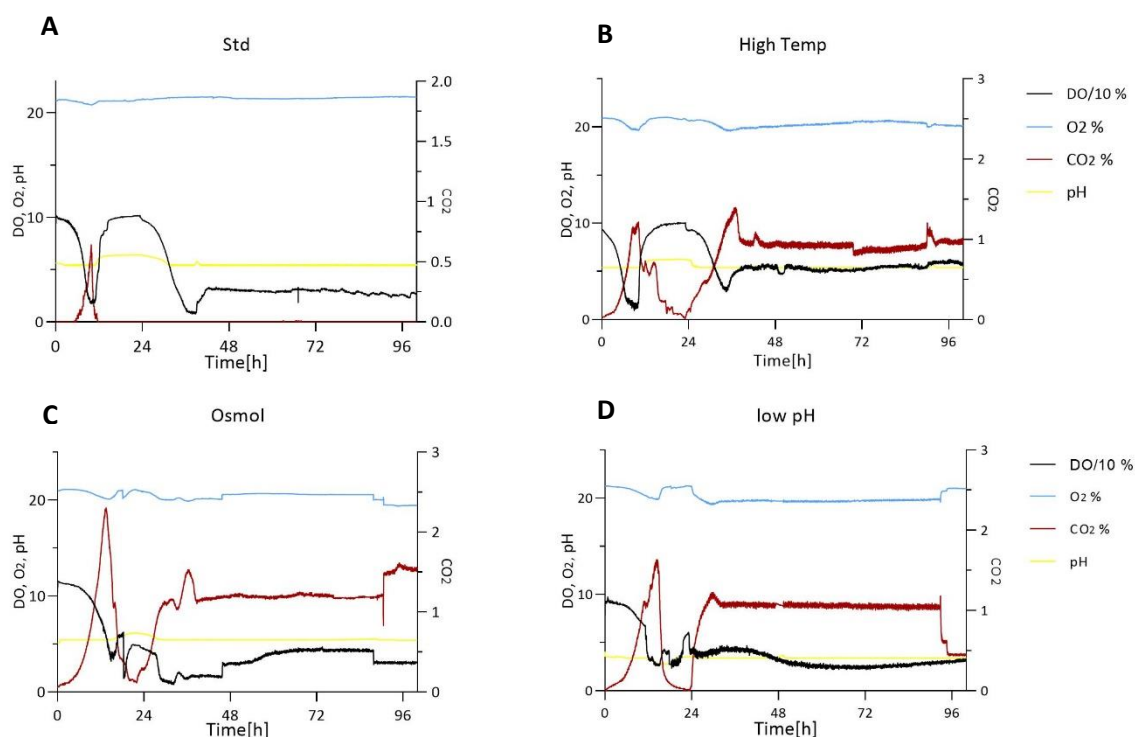 A
Std
20
10
0
DO, O₂, pH
2.0
1.5
1
0.5
0.0
CO₂
0 24 48 72 96
Time[h]
B
High Temp
20
10
0
DO, O2, pH
3
2
1
0
CO₂
0 24 48 72 96
Time[h]
DO/10 %
O2 %
CO₂ %
pH
C
Osmol
20
10
0
DO, O₂, pH
3
2
1
0
CO₂
0 24 48 72 96
Time[h]
D
low pH
20
10
0
DO, O₂, pH
3
2
1
0
CO₂
0 24 48 72 96
Time[h]
DO/10 %
O₂ %
CO₂ %
pH